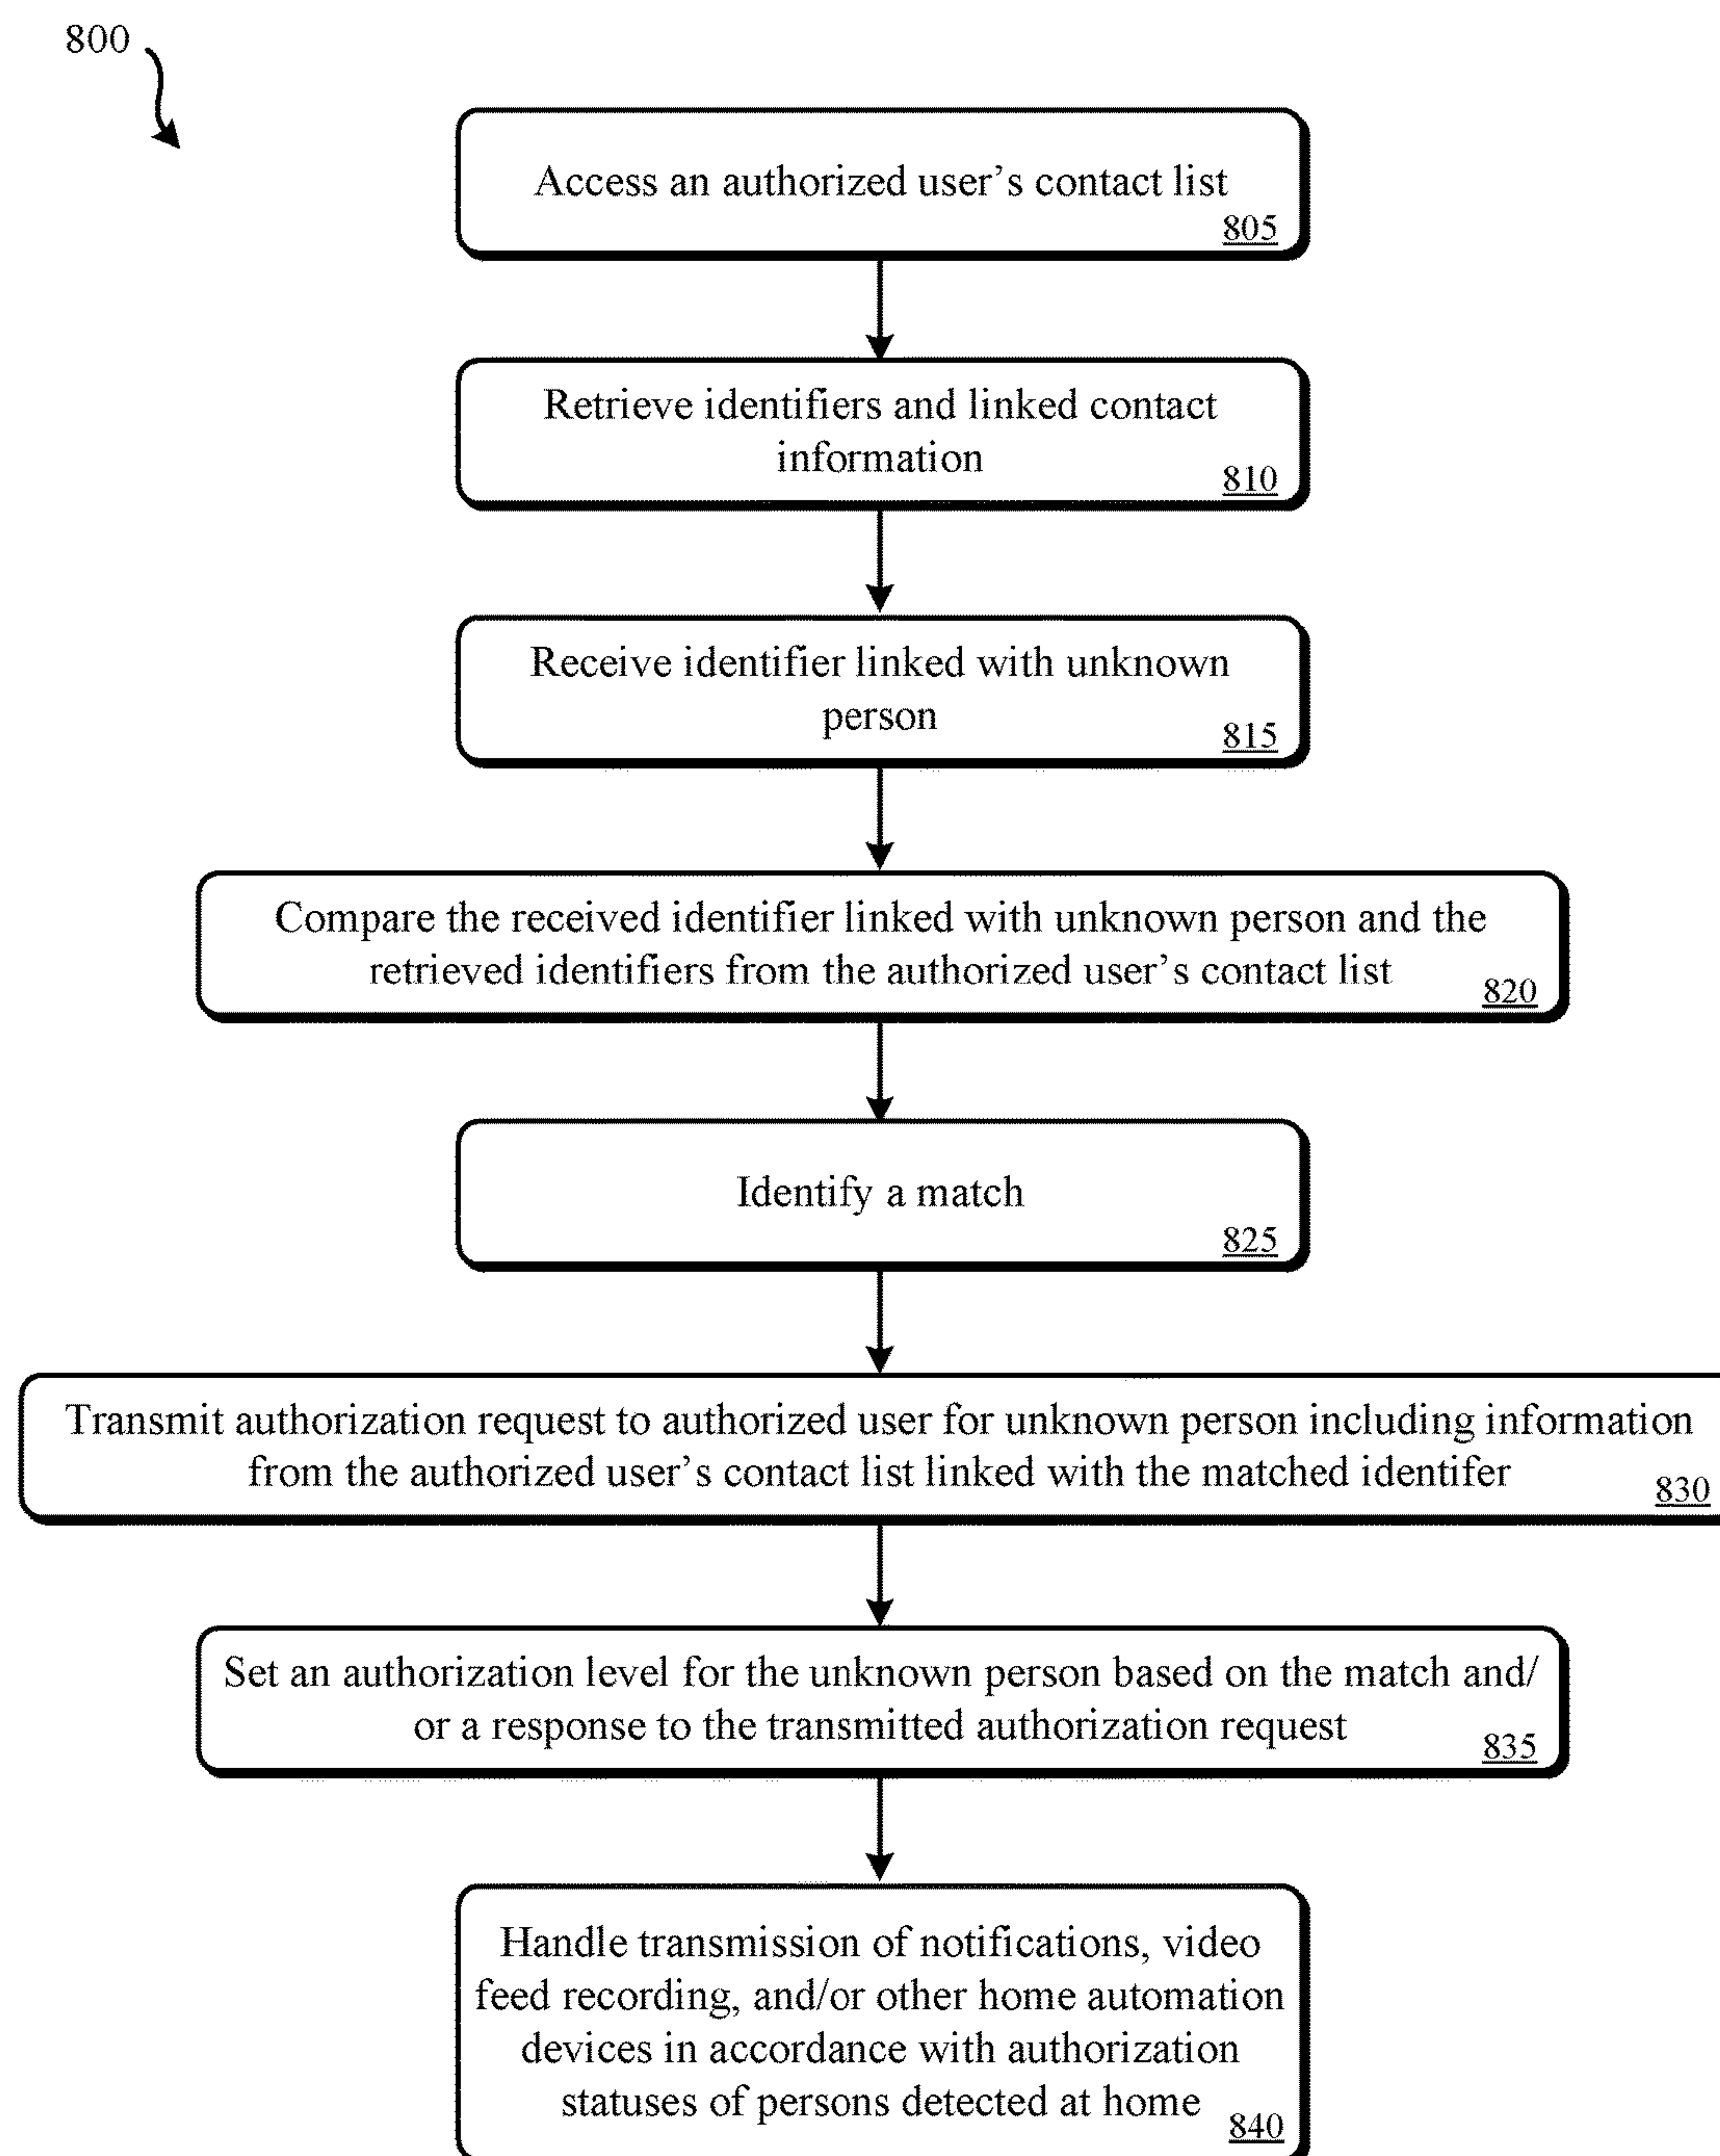 800
Access an authorized user’s contact list
805
Retrieve identifiers and linked contact
information
810
Receive identifier linked with unknown
person
815
Compare the received identifier linked with unknown person and the
retrieved identifiers from the authorized user’s contact list
820
Identify a match
825
Transmit authorization request to authorized user for unknown person including information
from the authorized user’s contact list linked with the matched identifer
830
Set an authorization level for the unknown person based on the match and/
or a response to the transmitted authorization request
835
Handle transmission of notifications, video
feed recording, and/or other home automation
devices in accordance with authorization
statuses of persons detected at home
840